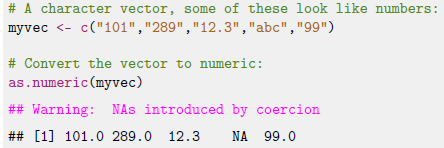 # A character vector, some of these look like numbers:
myvec <- c("101","289","12.3","abc","99")
# Convert the vector to numeric:
as.numeric(myvec)
## Warning: NAs introduced by coercion
## [1] 101.0 289.0 12.3 NA 99.0